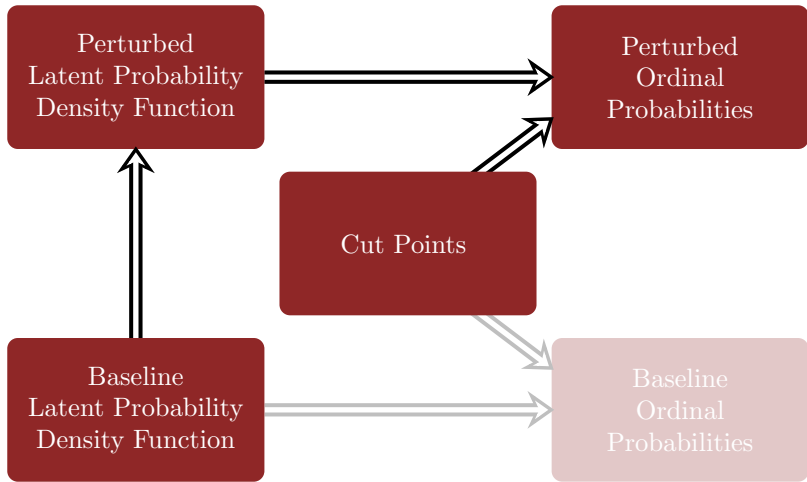 Perturbed
Latent Probability
Density Function
Perturbed
Ordinal
Probabilities
Cut Points
Baseline
Latent Probability
Density Function
Baseline
Ordinal
Probabilities